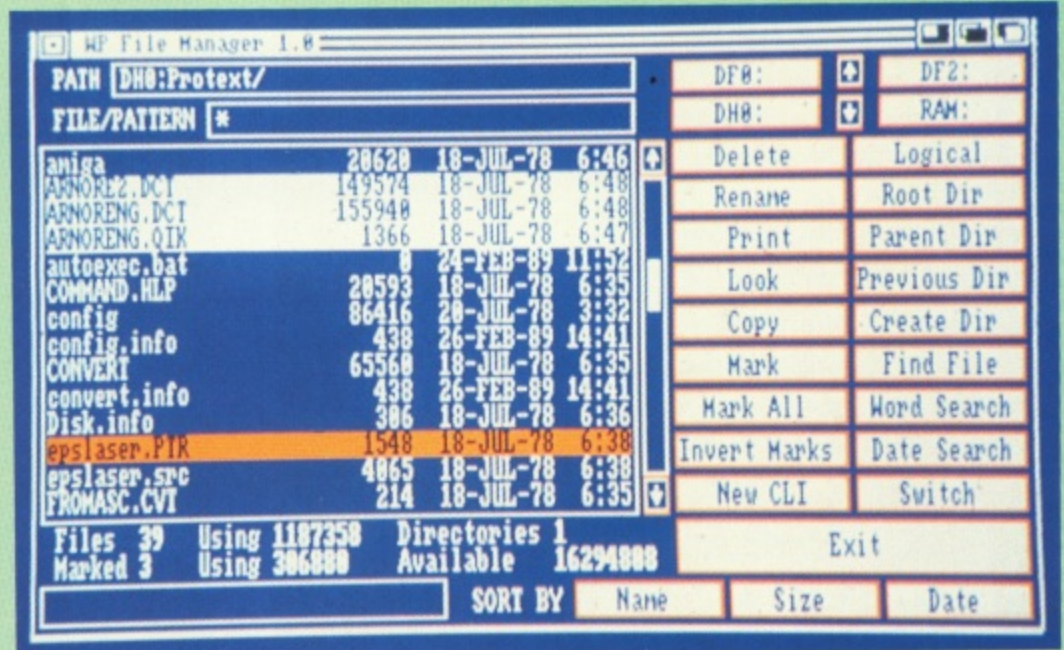 WP File Manager 1.0
PATH DH0:Protext/
FILE/PATTERN *
DF0: DF2:
DH0: RAM:
amiga 20620 18-JUL-78 6:46
ARNORE2.DCT 149574 18-JUL-78 6:48
ARNORENG.DCT 155940 18-JUL-78 6:48
ARNORENG.QIK 1366 18-JUL-78 6:47
autoexec.bat 0 24-FEB-89 11:52
COMMAND.HLP 20593 18-JUL-78 6:35
config 86416 20-JUL-78 3:32
config.info 438 26-FEB-89 14:41
CONVERT 65560 18-JUL-78 6:35
convert.info 438 26-FEB-89 14:41
Disk.info 306 18-JUL-78 6:36
epslaser.PTR 1548 18-JUL-78 6:38
epslaser.src 4065 18-JUL-78 6:38
FROMASC.CVT 214 18-JUL-78 6:35
Delete Logical
Rename Root Dir
Print Parent Dir
Look Previous Dir
Copy Create Dir
Mark Find File
Mark All Word Search
Invert Marks Date Search
New CLI Switch
Exit
Files 39 Using 1187358 Directories 1
Marked 3 Using 306880 Available 16294808
SORT BY Name Size Date